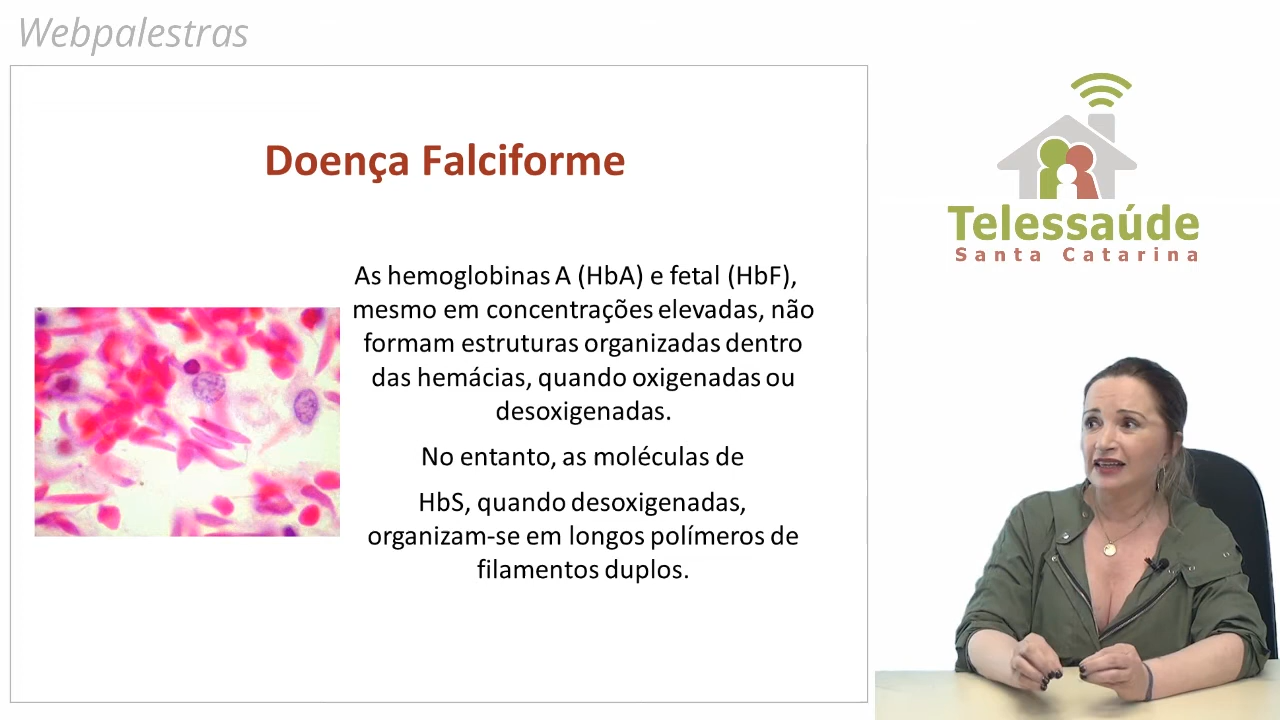 Webpalestras
Doença Falciforme
As hemoglobinas A (HbA) e fetal (HbF),
mesmo em concentrações elevadas, não
formam estruturas organizadas dentro
das hemácias, quando oxigenadas ou
desoxigenadas.
No entanto, as moléculas de
HbS, quando desoxigenadas,
organizam-se em longos polímeros de
filamentos duplos.
Telessaúde
Santa Catarina